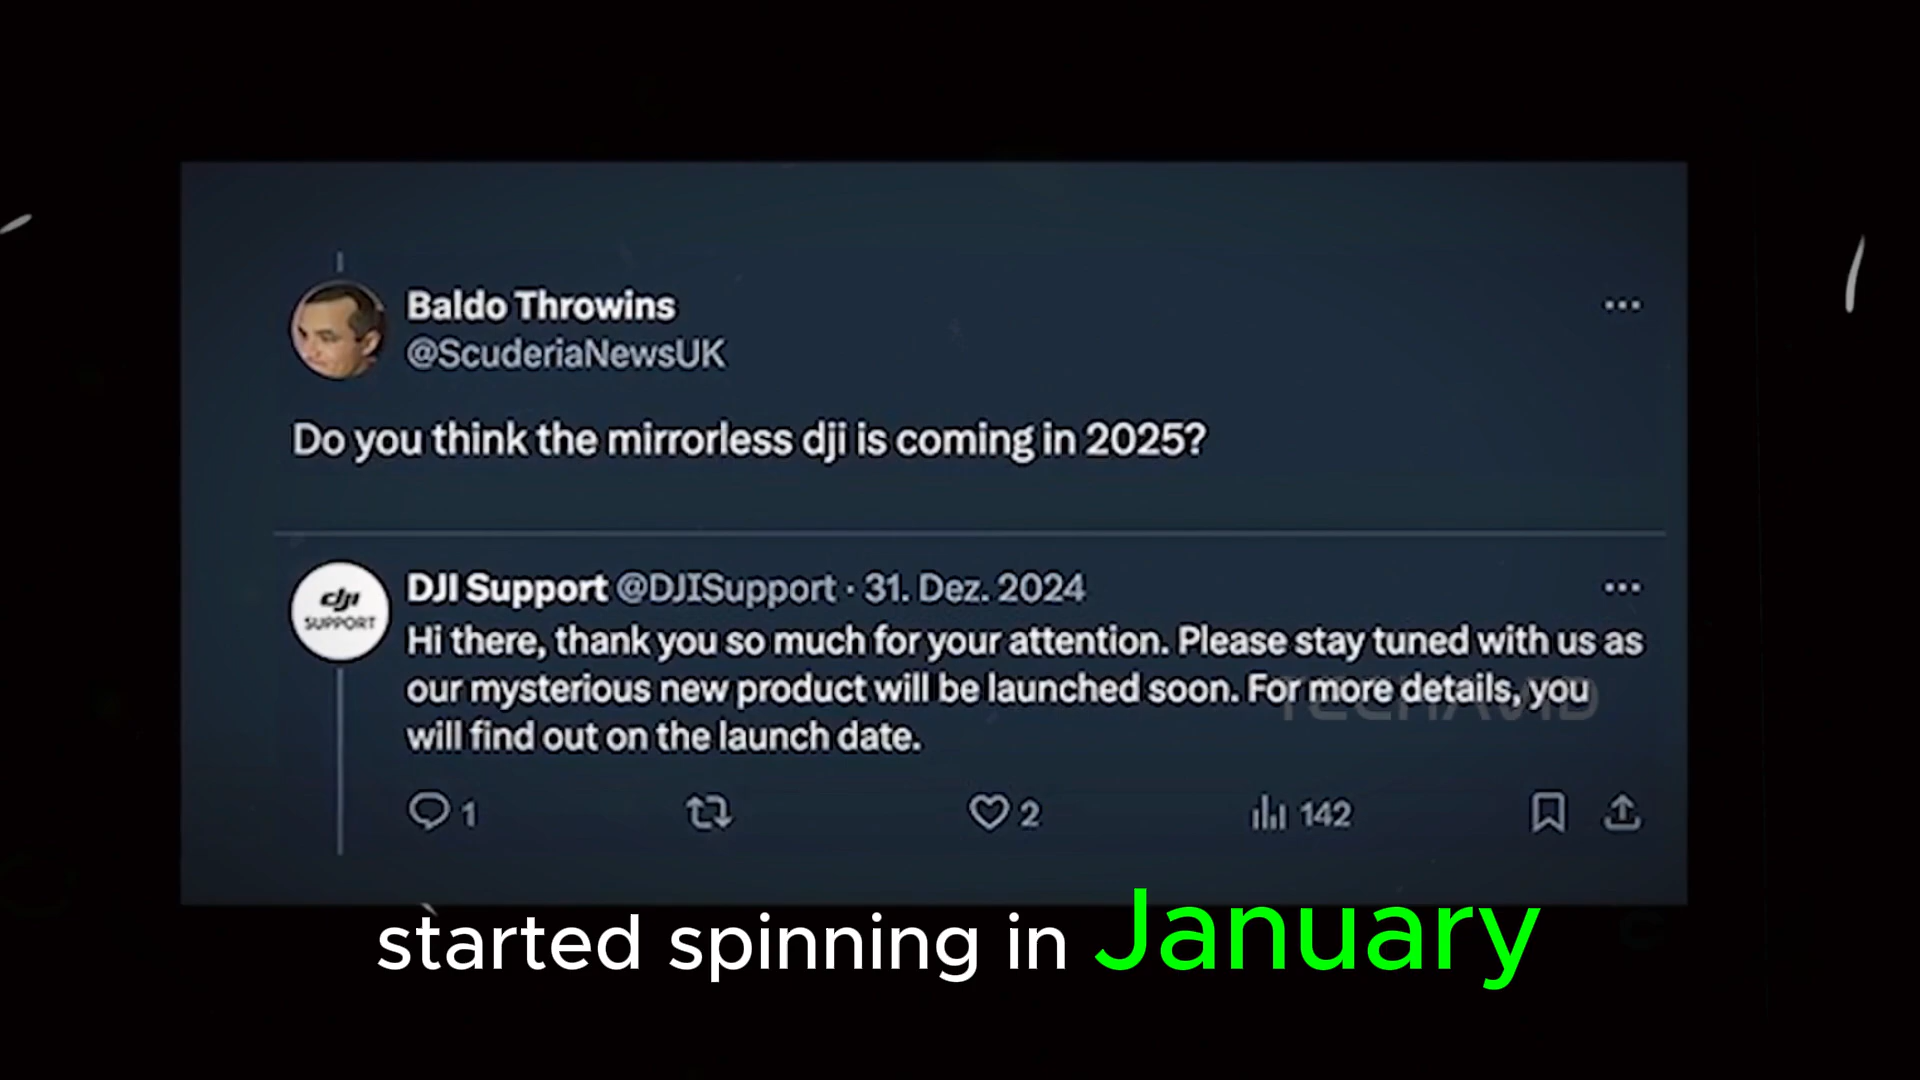 Baldo Throwins
@ScuderiaNewsUK
Do you think the mirrorless dji is coming in 2025?
dji
SUPPORT
DJI Support @DJISupport · 31. Dez. 2024
Hi there, thank you so much for your attention. Please stay tuned with us as
our mysterious new product will be launched soon. For more details, you
will find out on the launch date.
TECHAVID
1
2
142
started spinning in January